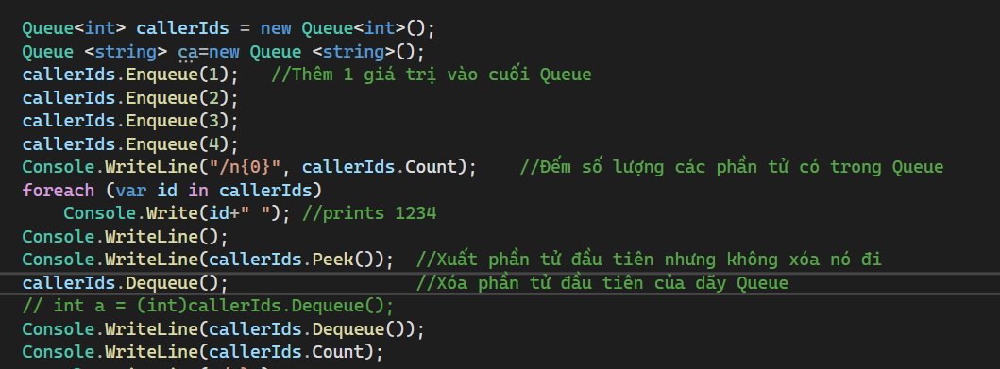 Queue<int> callerIds = new Queue<int>();
Queue <string> ca=new Queue <string>();
callerIds.Enqueue(1);   //Thêm 1 giá trị vào cuối Queue
callerIds.Enqueue(2);
callerIds.Enqueue(3);
callerIds.Enqueue(4);
Console.WriteLine("/n{0}", callerIds.Count);    //Đếm số lượng các phần tử có trong Queue
foreach (var id in callerIds)
    Console.Write(id+" "); //prints 1234
Console.WriteLine();
Console.WriteLine(callerIds.Peek());  //Xuất phần tử đầu tiên nhưng không xóa nó đi
callerIds.Dequeue();                  //Xóa phần tử đầu tiên của dãy Queue
// int a = (int)callerIds.Dequeue();
Console.WriteLine(callerIds.Dequeue());
Console.WriteLine(callerIds.Count);